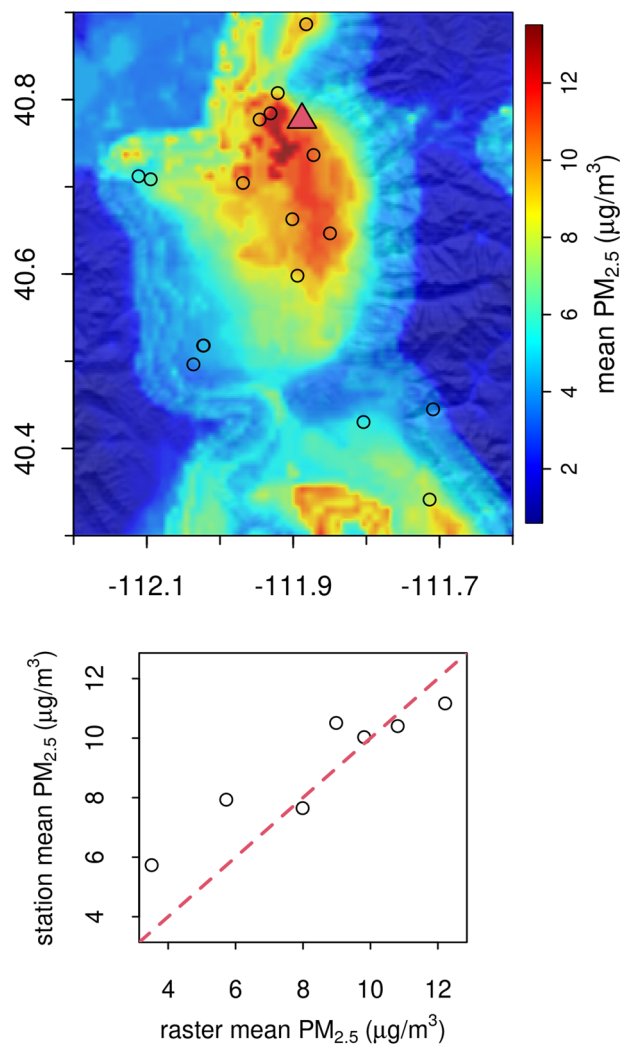 40.8
40.6
40.4
-112.1 -111.9 -111.7
12
10
8
6
4
2
mean PM2.5 (μg/m3)
12
10
8
6
4
station mean PM2.5 (μg/m3)
4 6 8 10 12
raster mean PM2.5 (μg/m3)